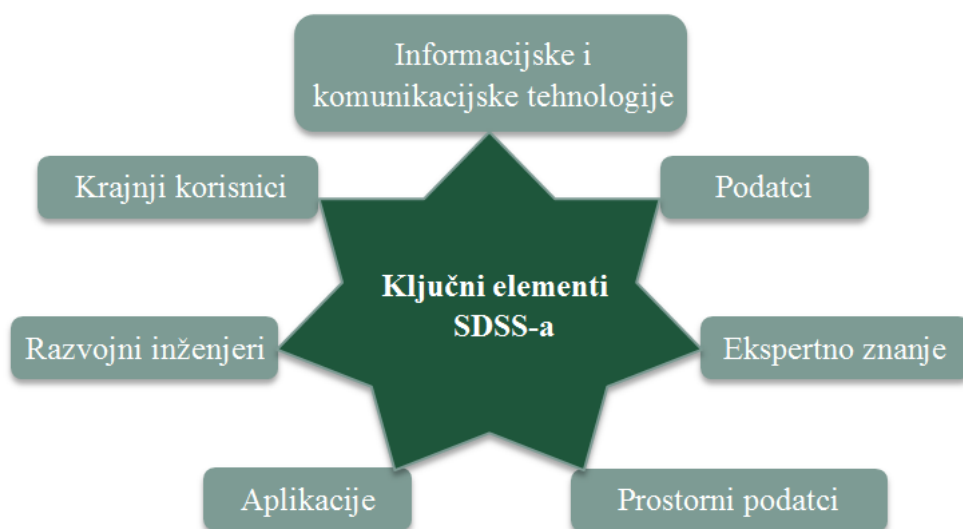 Informacijske i
komunikacijske tehnologije
Krajnji korisnici
Podatci
Ključni elementi
SDSS-a
Razvojni inženjeri
Ekspertno znanje
Aplikacije
Prostorni podatci